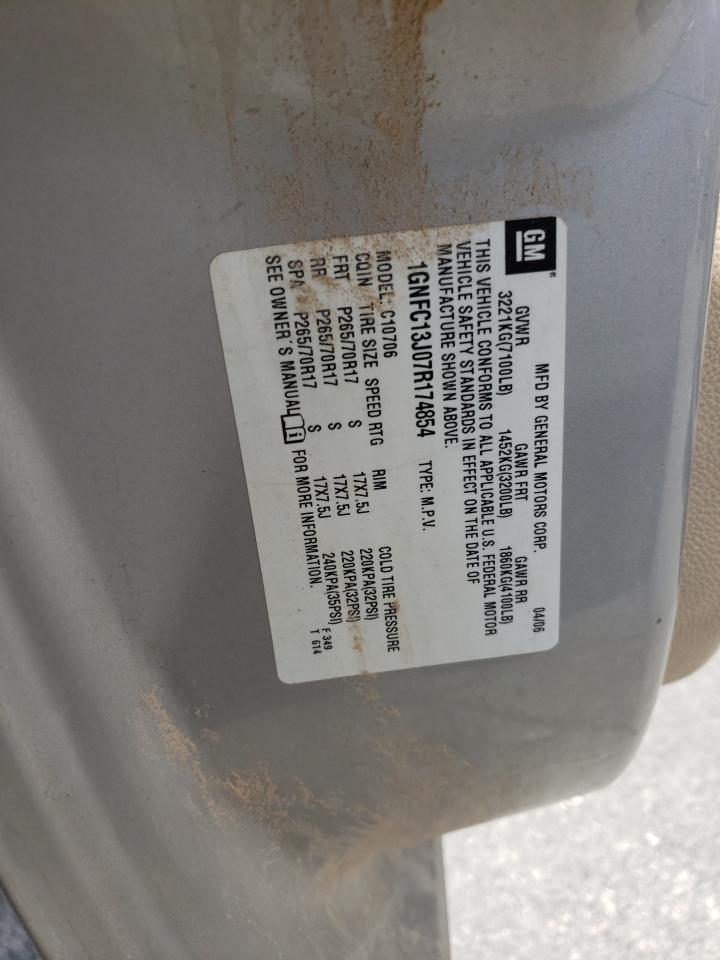 GM
MFD BY GENERAL MOTORS CORP. 04/06
GVWR GAWR FRT GAWR RR
3221KG(7100LB) 1452KG(3200LB) 1860KG(4100LB)
THIS VEHICLE CONFORMS TO ALL APPLICABLE U.S. FEDERAL MOTOR
VEHICLE SAFETY STANDARDS IN EFFECT ON THE DATE OF
MANUFACTURE SHOWN ABOVE.
1GNFC13J07R174854 TYPE: M.P.V.
MODEL: C10706
CQIN TIRE SIZE SPEED RTG RIM COLD TIRE PRESSURE
FRT P265/70R17 S 17X7.5J 220KPA(32PSI)
RR P265/70R17 S 17X7.5J 220KPA(32PSI)
SPA P265/70R17 S 17X7.5J 240KPA(35PSI)
SEE OWNER'S MANUAL i FOR MORE INFORMATION.
F 349
T 614